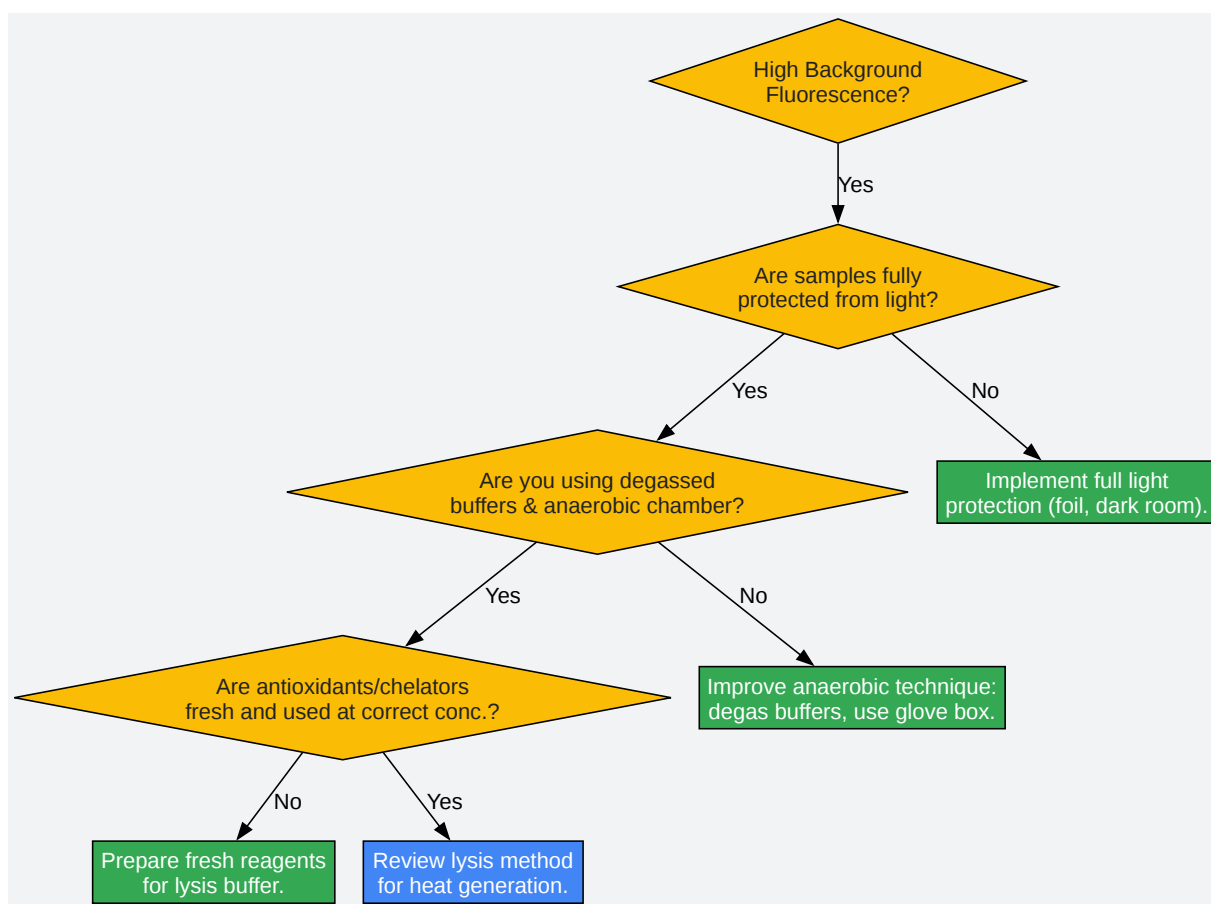 High Background
Fluorescence?
Yes
Are samples fully
protected from light?
Yes
No
Are you using degassed
buffers & anaerobic chamber?
Implement full light
protection (foil, dark room).
Yes
No
Are antioxidants/chelators
fresh and used at correct conc.?
Improve anaerobic technique:
degas buffers, use glove box.
No
Yes
Prepare fresh reagents
for lysis buffer.
Review lysis method
for heat generation.